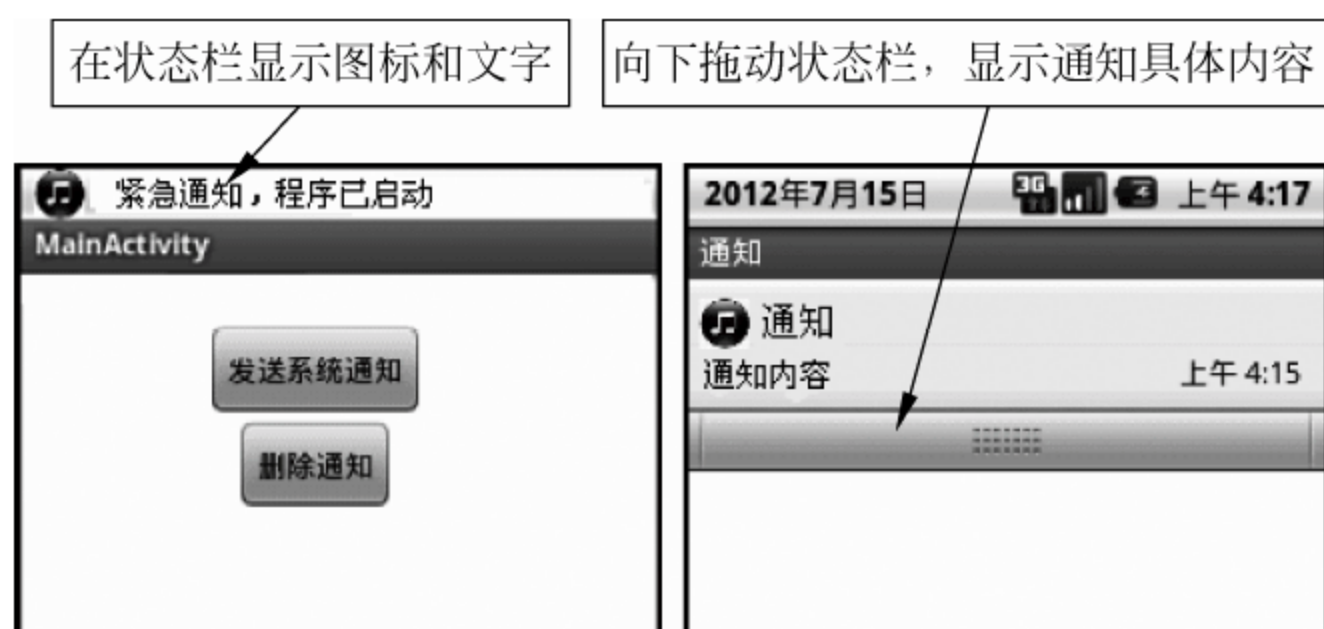 在状态栏显示图标和文字
向下拖动状态栏，显示通知具体内容
紧急通知，程序已启动
MainActivity
发送系统通知
删除通知
2012年7月15日 3G 上午 4:17
通知
通知
通知内容 上午 4:15